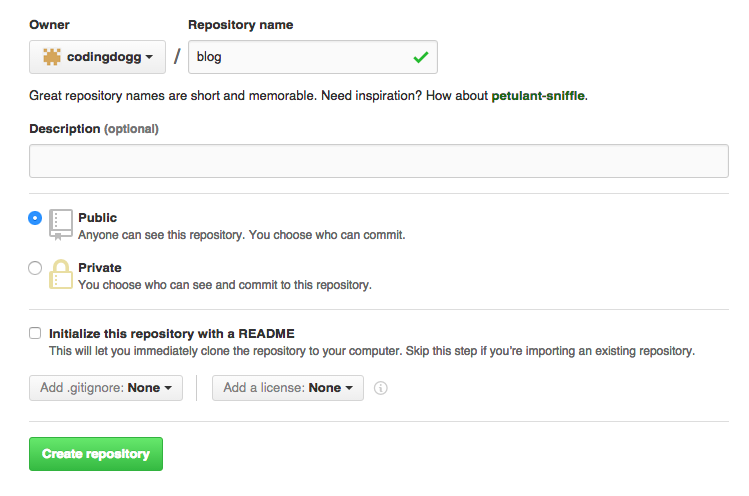 Owner Repository name
codingdogg / blog
Great repository names are short and memorable. Need inspiration? How about petulant-sniffle.
Description (optional)
Public
Anyone can see this repository. You choose who can commit.
Private
You choose who can see and commit to this repository.
Initialize this repository with a README
This will let you immediately clone the repository to your computer. Skip this step if you're importing an existing repository.
Add .gitignore: None Add a license: None
Create repository